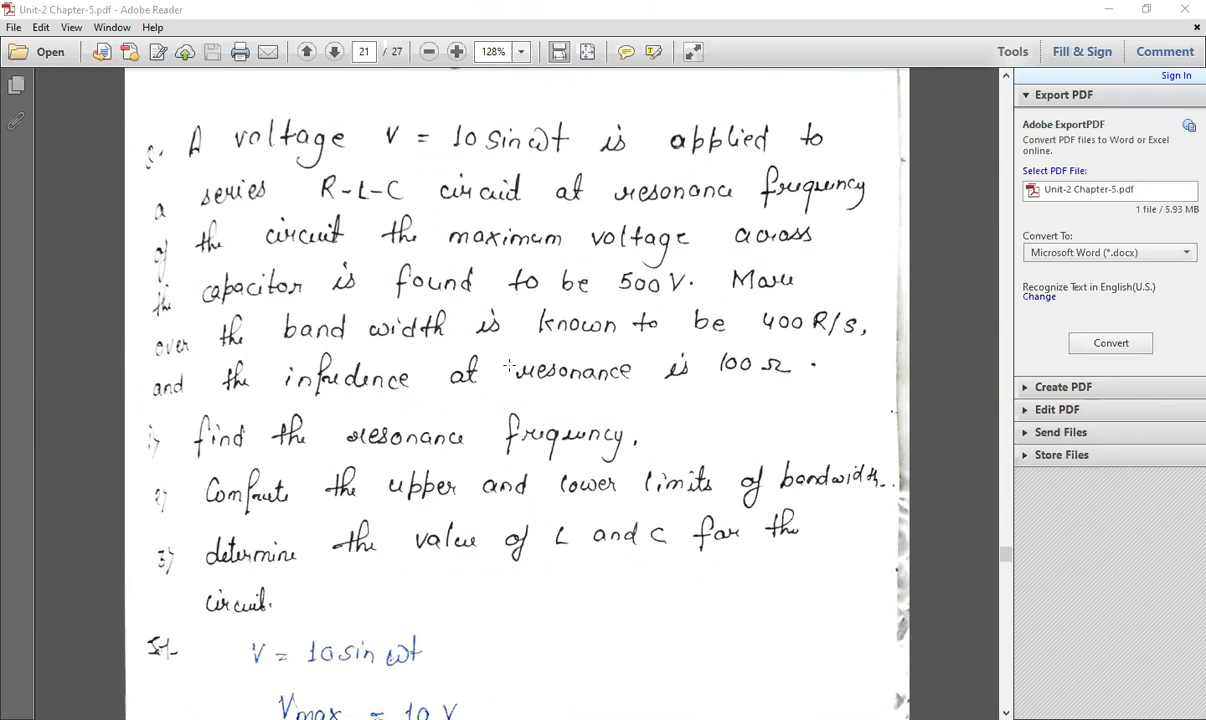 Unit-2 Chapter-5.pdf - Adobe Reader
File Edit View Window Help
Open 21 / 27 128% Tools Fill & Sign Comment
Sign In
Export PDF
Adobe ExportPDF
Convert PDF files to Word or Excel online.
Select PDF File:
Unit-2 Chapter-5.pdf
1 file / 5.93 MB
Convert To:
Microsoft Word (*.docx)
Recognize Text in English(U.S.)
Change
Convert
Create PDF
Edit PDF
Send Files
Store Files
A voltage V = 10 sin ωt is applied to
a series R-L-C circuid at resonance frequency
of the circuit the maximum voltage across
the capacitor is found to be 500 V. More
over the band width is known to be 400 R/s,
and the impedence at resonance is 100 Ω .
1) find the resonance frequency.
2) Compute the upper and lower limits of bandwidth.
3) determine the value of L and C for the
circuit.
Sol- V = 10 sin ωt
Vmax = 10 V